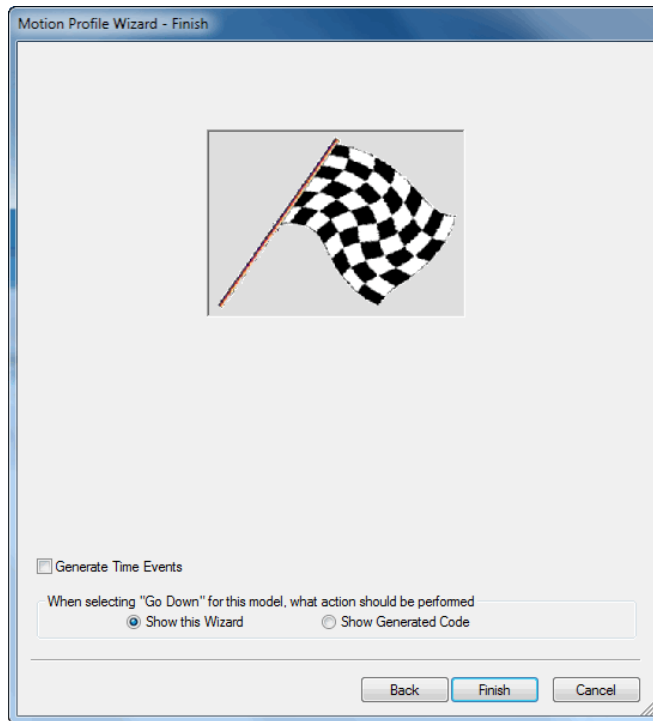 Motion Profile Wizard - Finish
Generate Time Events
When selecting "Go Down" for this model, what action should be performed
Show this Wizard Show Generated Code
Back Finish Cancel